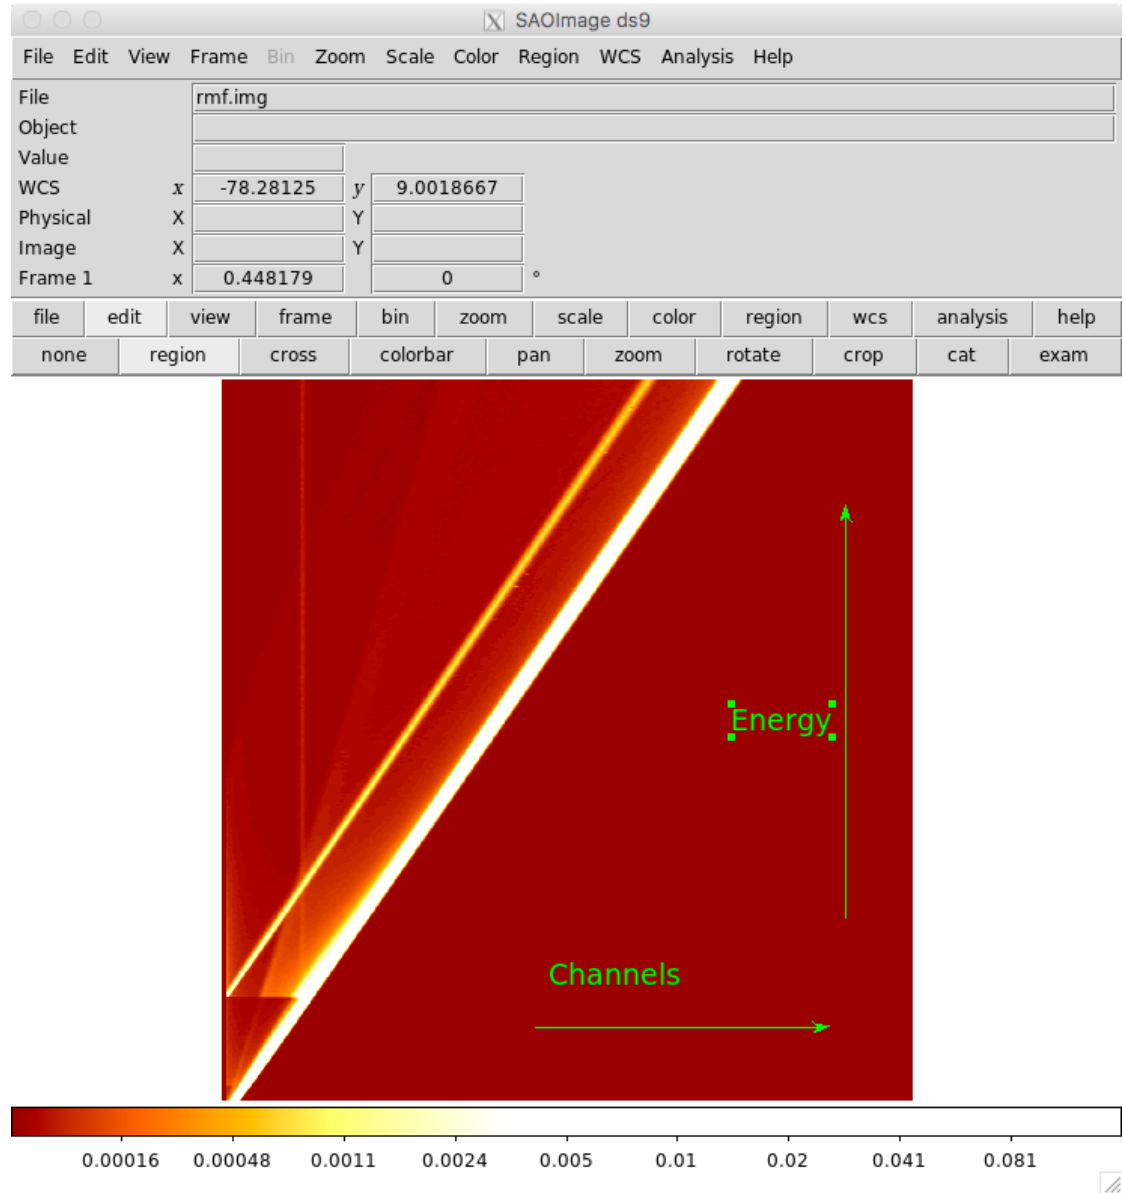 SAOImage ds9
File Edit View Frame Bin Zoom Scale Color Region WCS Analysis Help
File rmf.img
Object
Value
WCS x -78.28125 y 9.0018667
Physical X Y
Image X Y
Frame 1 x 0.448179 0 °
file edit view frame bin zoom scale color region wcs analysis help
none region cross colorbar pan zoom rotate crop cat exam
Energy
Channels
0.00016 0.00048 0.0011 0.0024 0.005 0.01 0.02 0.041 0.081